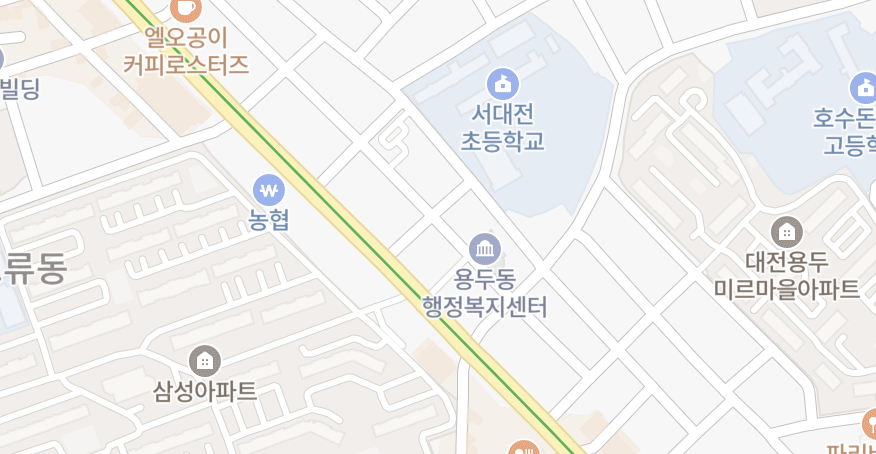 엘오공이
커피로스터즈
빌딩
서대전
초등학교
호수돈
고등학
농협
류동
용두동
행정복지센터
대전용두
미르마을아파트
삼성아파트